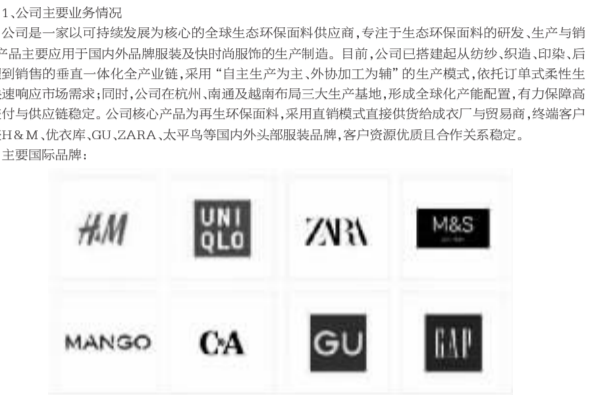 1、公司主要业务情况
公司是一家以可持续发展为核心的全球生态环保面料供应商，专注于生态环保面料的研发、生产与销
产品主要应用于国内外品牌服装及快时尚服饰的生产制造。目前，公司已搭建起从纺纱、织造、印染、后
到销售的垂直一体化全产业链，采用“自主生产为主、外协加工为辅”的生产模式，依托订单式柔性生
速响应市场需求；同时，公司在杭州、南通及越南布局三大生产基地，形成全球化产能配置，有力保障高
付与供应链稳定。公司核心产品为再生环保面料，采用直销模式直接供货给成衣厂与贸易商，终端客户
H&M、优衣库、GU、ZARA、太平鸟等国内外头部服装品牌，客户资源优质且合作关系稳定。
主要国际品牌：
H&M
UNI
QLO
ZARA
M&S
MANGO
C&A
GU
GAP